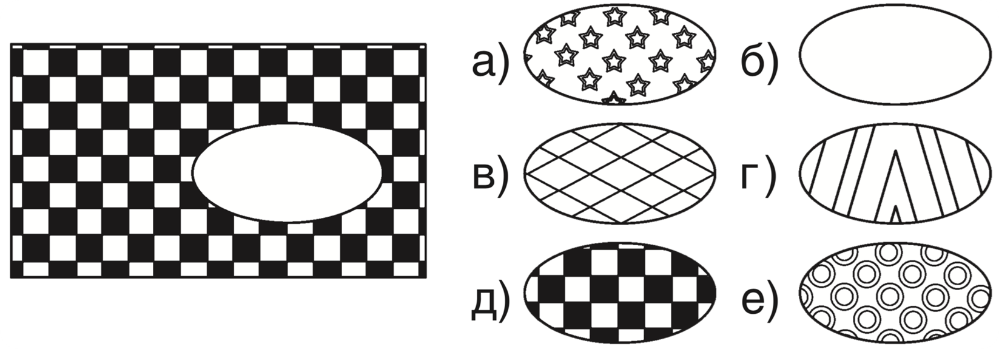 а) б)
в) г)
д) е)